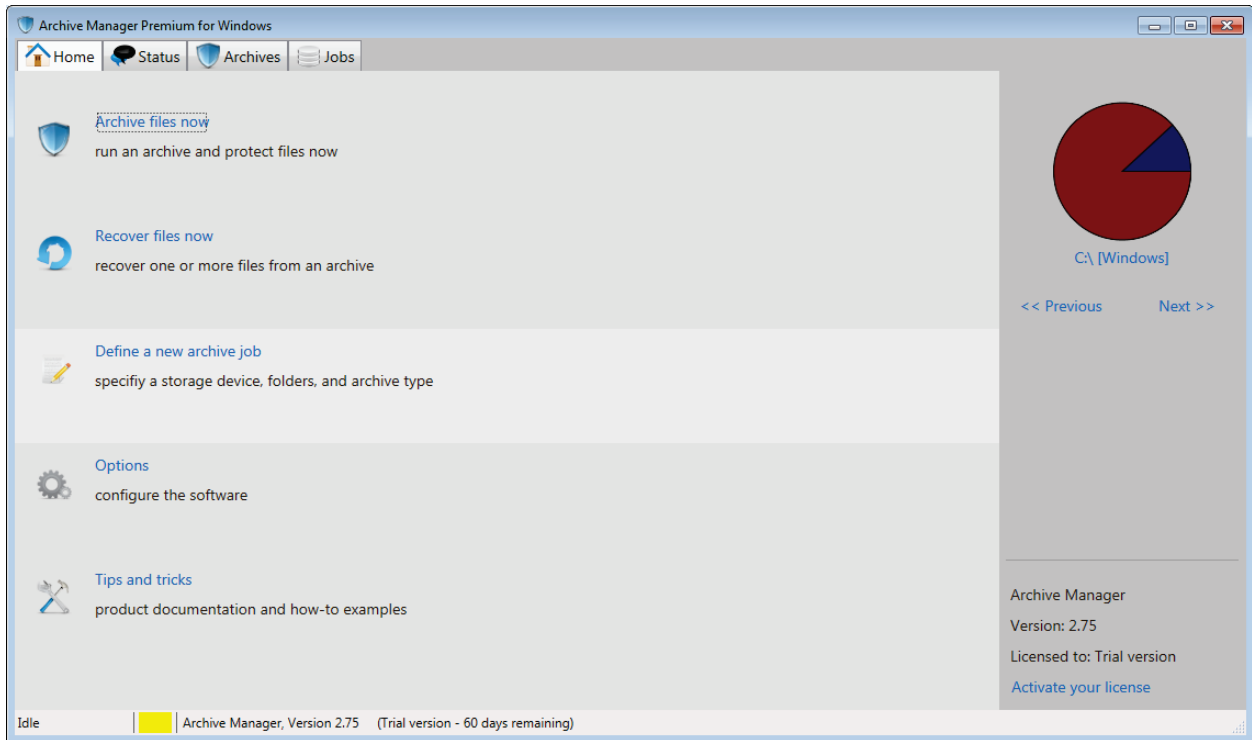 Archive Manager Premium for Windows
Home Status Archives Jobs
Archive files now
run an archive and protect files now
Recover files now
recover one or more files from an archive
Define a new archive job
specifiy a storage device, folders, and archive type
Options
configure the software
Tips and tricks
product documentation and how-to examples
C:\ [Windows]
<< Previous Next >>
Archive Manager
Version: 2.75
Licensed to: Trial version
Activate your license
Idle Archive Manager, Version 2.75 (Trial version - 60 days remaining)